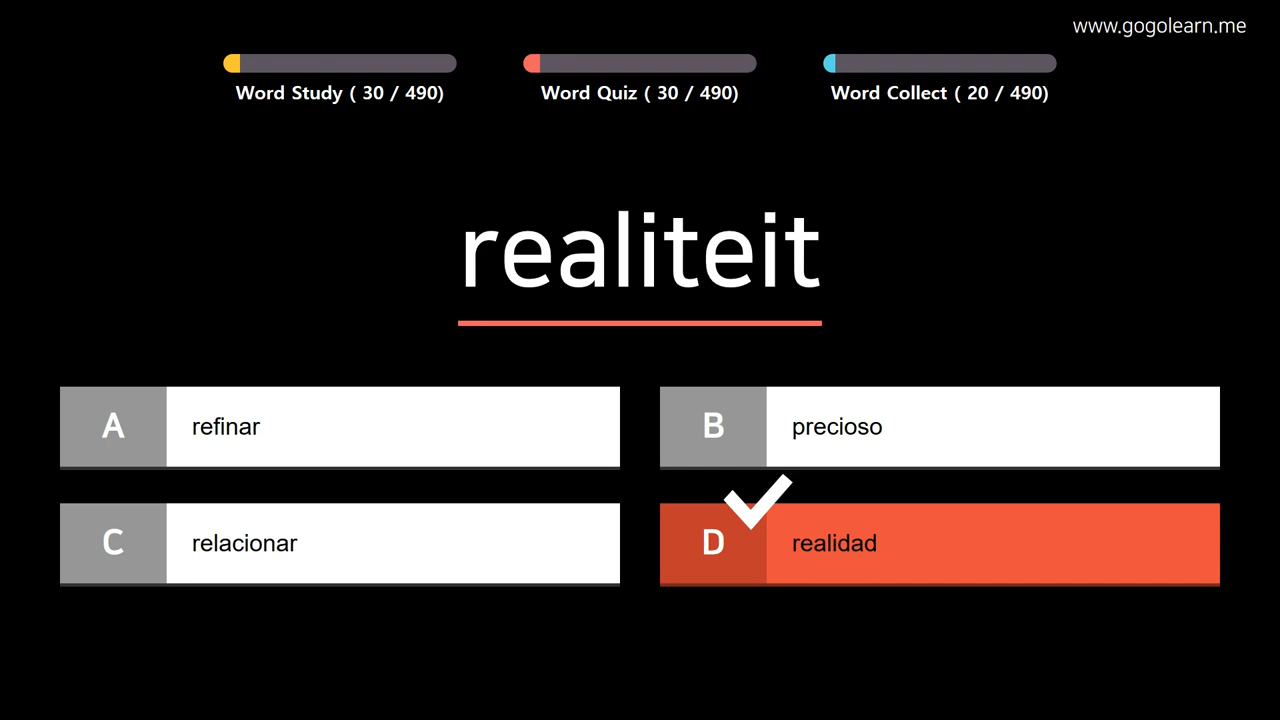 www.gogolearn.me
Word Study ( 30 / 490)
Word Quiz ( 30 / 490)
Word Collect ( 20 / 490)
realiteit
A refinar
B precioso
C relacionar
D realidad